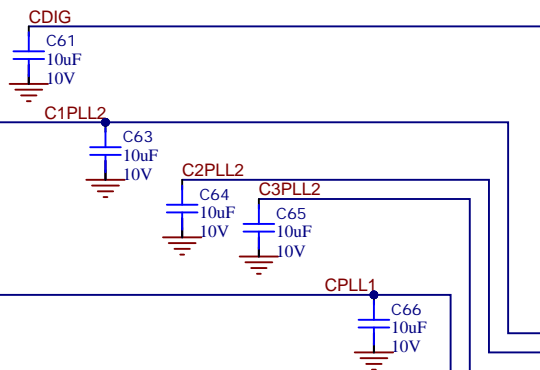 CDIG
C61
10uF
10V
C1PLL2
C63
10uF
10V
C2PLL2
C64
10uF
10V
C3PLL2
C65
10uF
10V
CPLL1
C66
10uF
10V